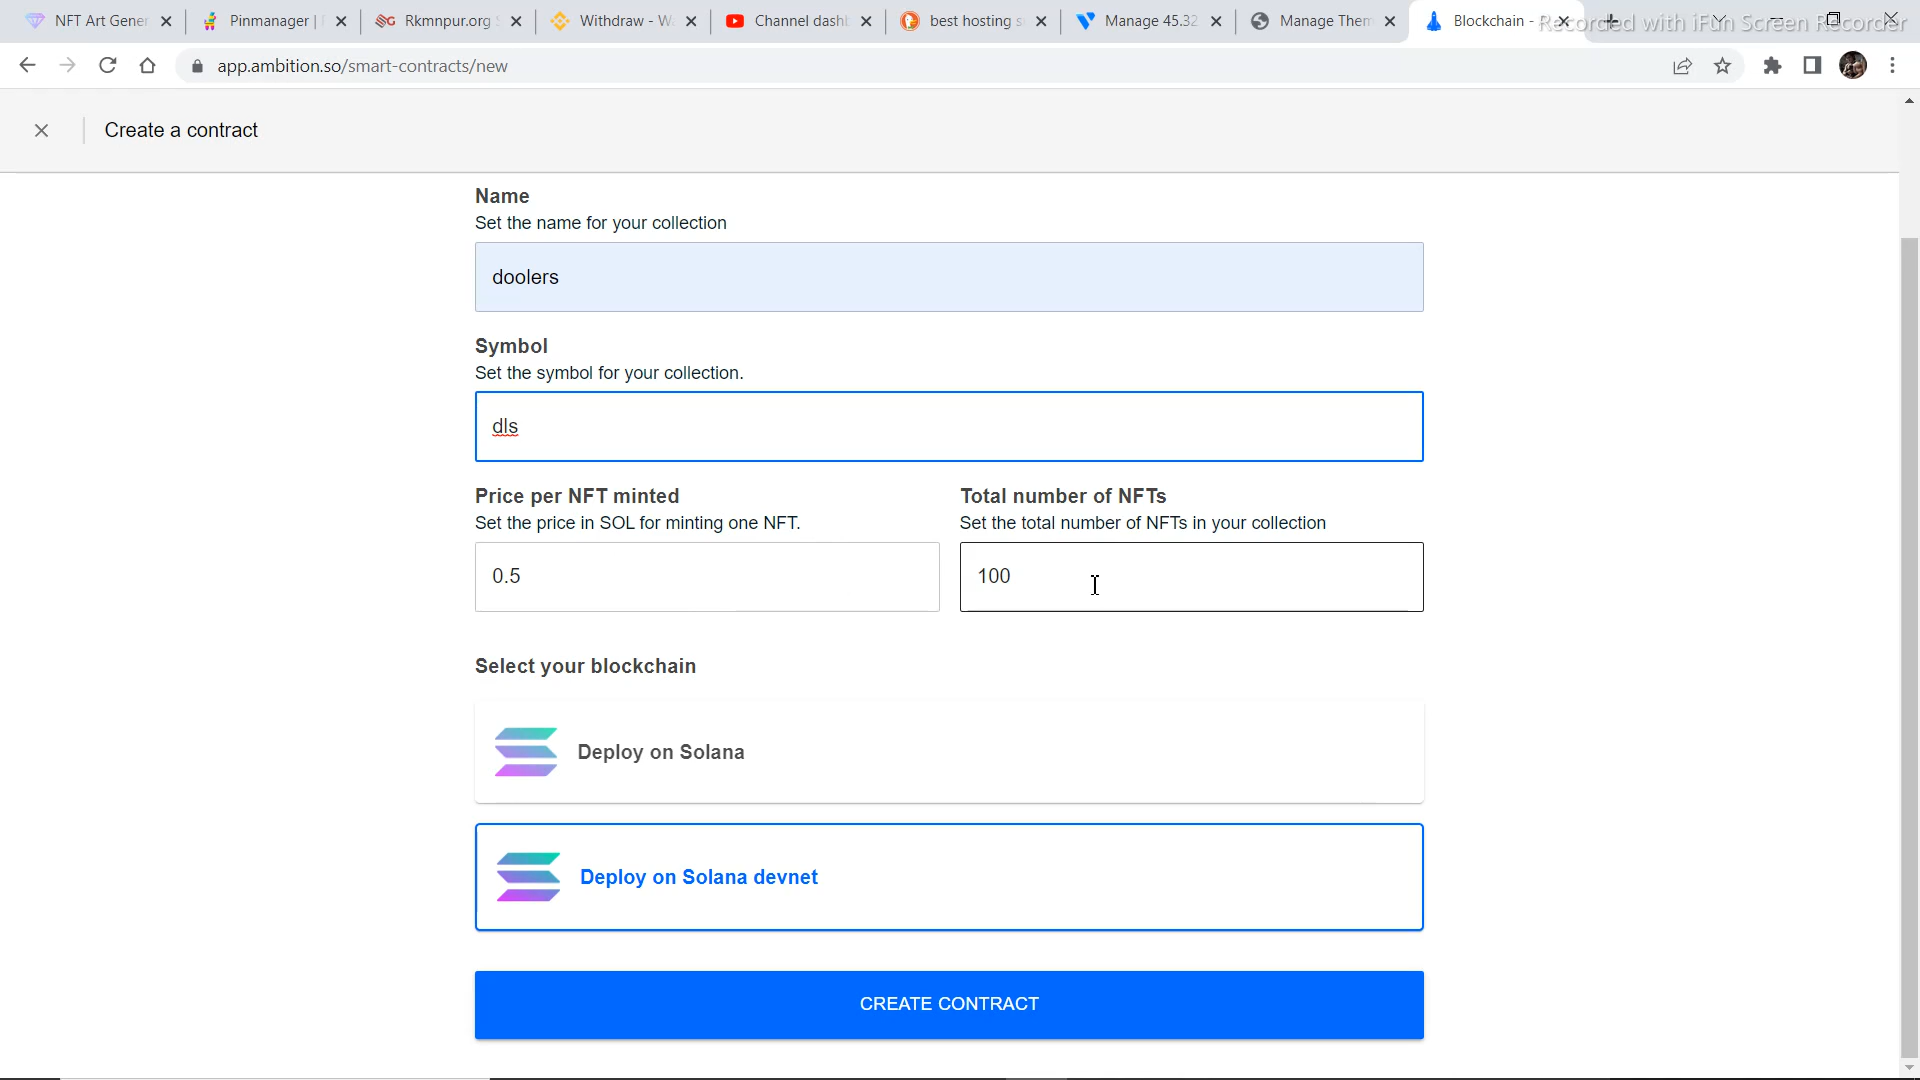 NFT Art Gener
Pinmanager |
Rkmnpur.org
Withdraw - W
Channel dash
best hosting s
Manage 45.32
Manage Them
Blockchain -
Recorded with iFun Screen Recorder
app.ambition.so/smart-contracts/new
Create a contract
Name
Set the name for your collection
doolers
Symbol
Set the symbol for your collection.
dls
Price per NFT minted
Set the price in SOL for minting one NFT.
0.5
Total number of NFTs
Set the total number of NFTs in your collection
100
Select your blockchain
Deploy on Solana
Deploy on Solana devnet
CREATE CONTRACT